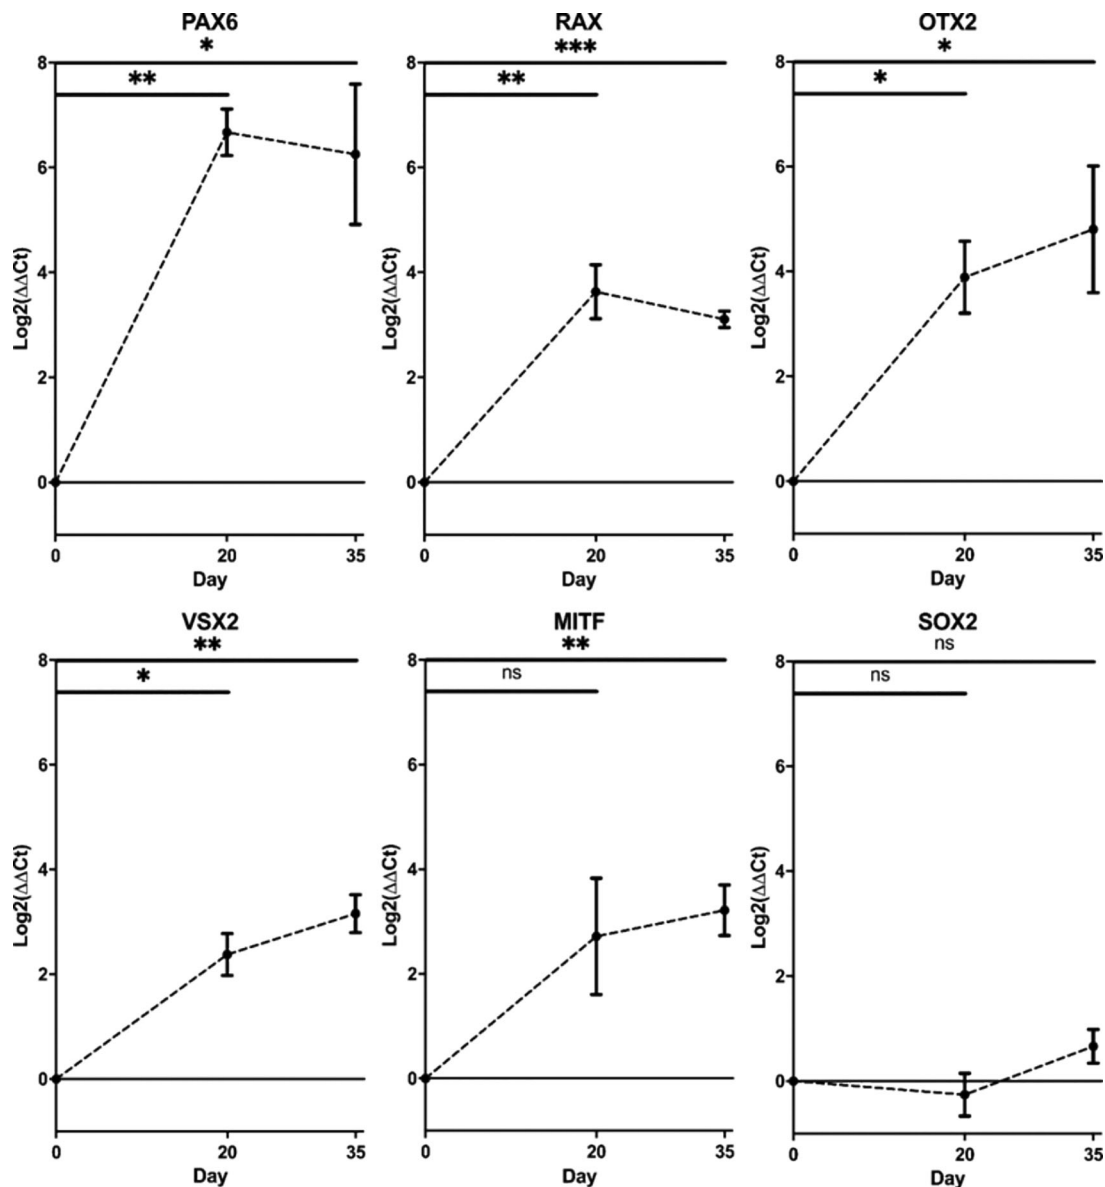 PAX6
*
**
8
6
4
2
0
Log2(ΔΔCt)
0 20 35
Day
RAX
***
**
8
6
4
2
0
Log2(ΔΔCt)
0 20 35
Day
OTX2
*
*
8
6
4
2
0
Log2(ΔΔCt)
0 20 35
Day
VSX2
**
*
8
6
4
2
0
Log2(ΔΔCt)
0 20 35
Day
MITF
**
ns
8
6
4
2
0
Log2(ΔΔCt)
0 20 35
Day
SOX2
ns
ns
8
6
4
2
0
Log2(ΔΔCt)
0 20 35
Day